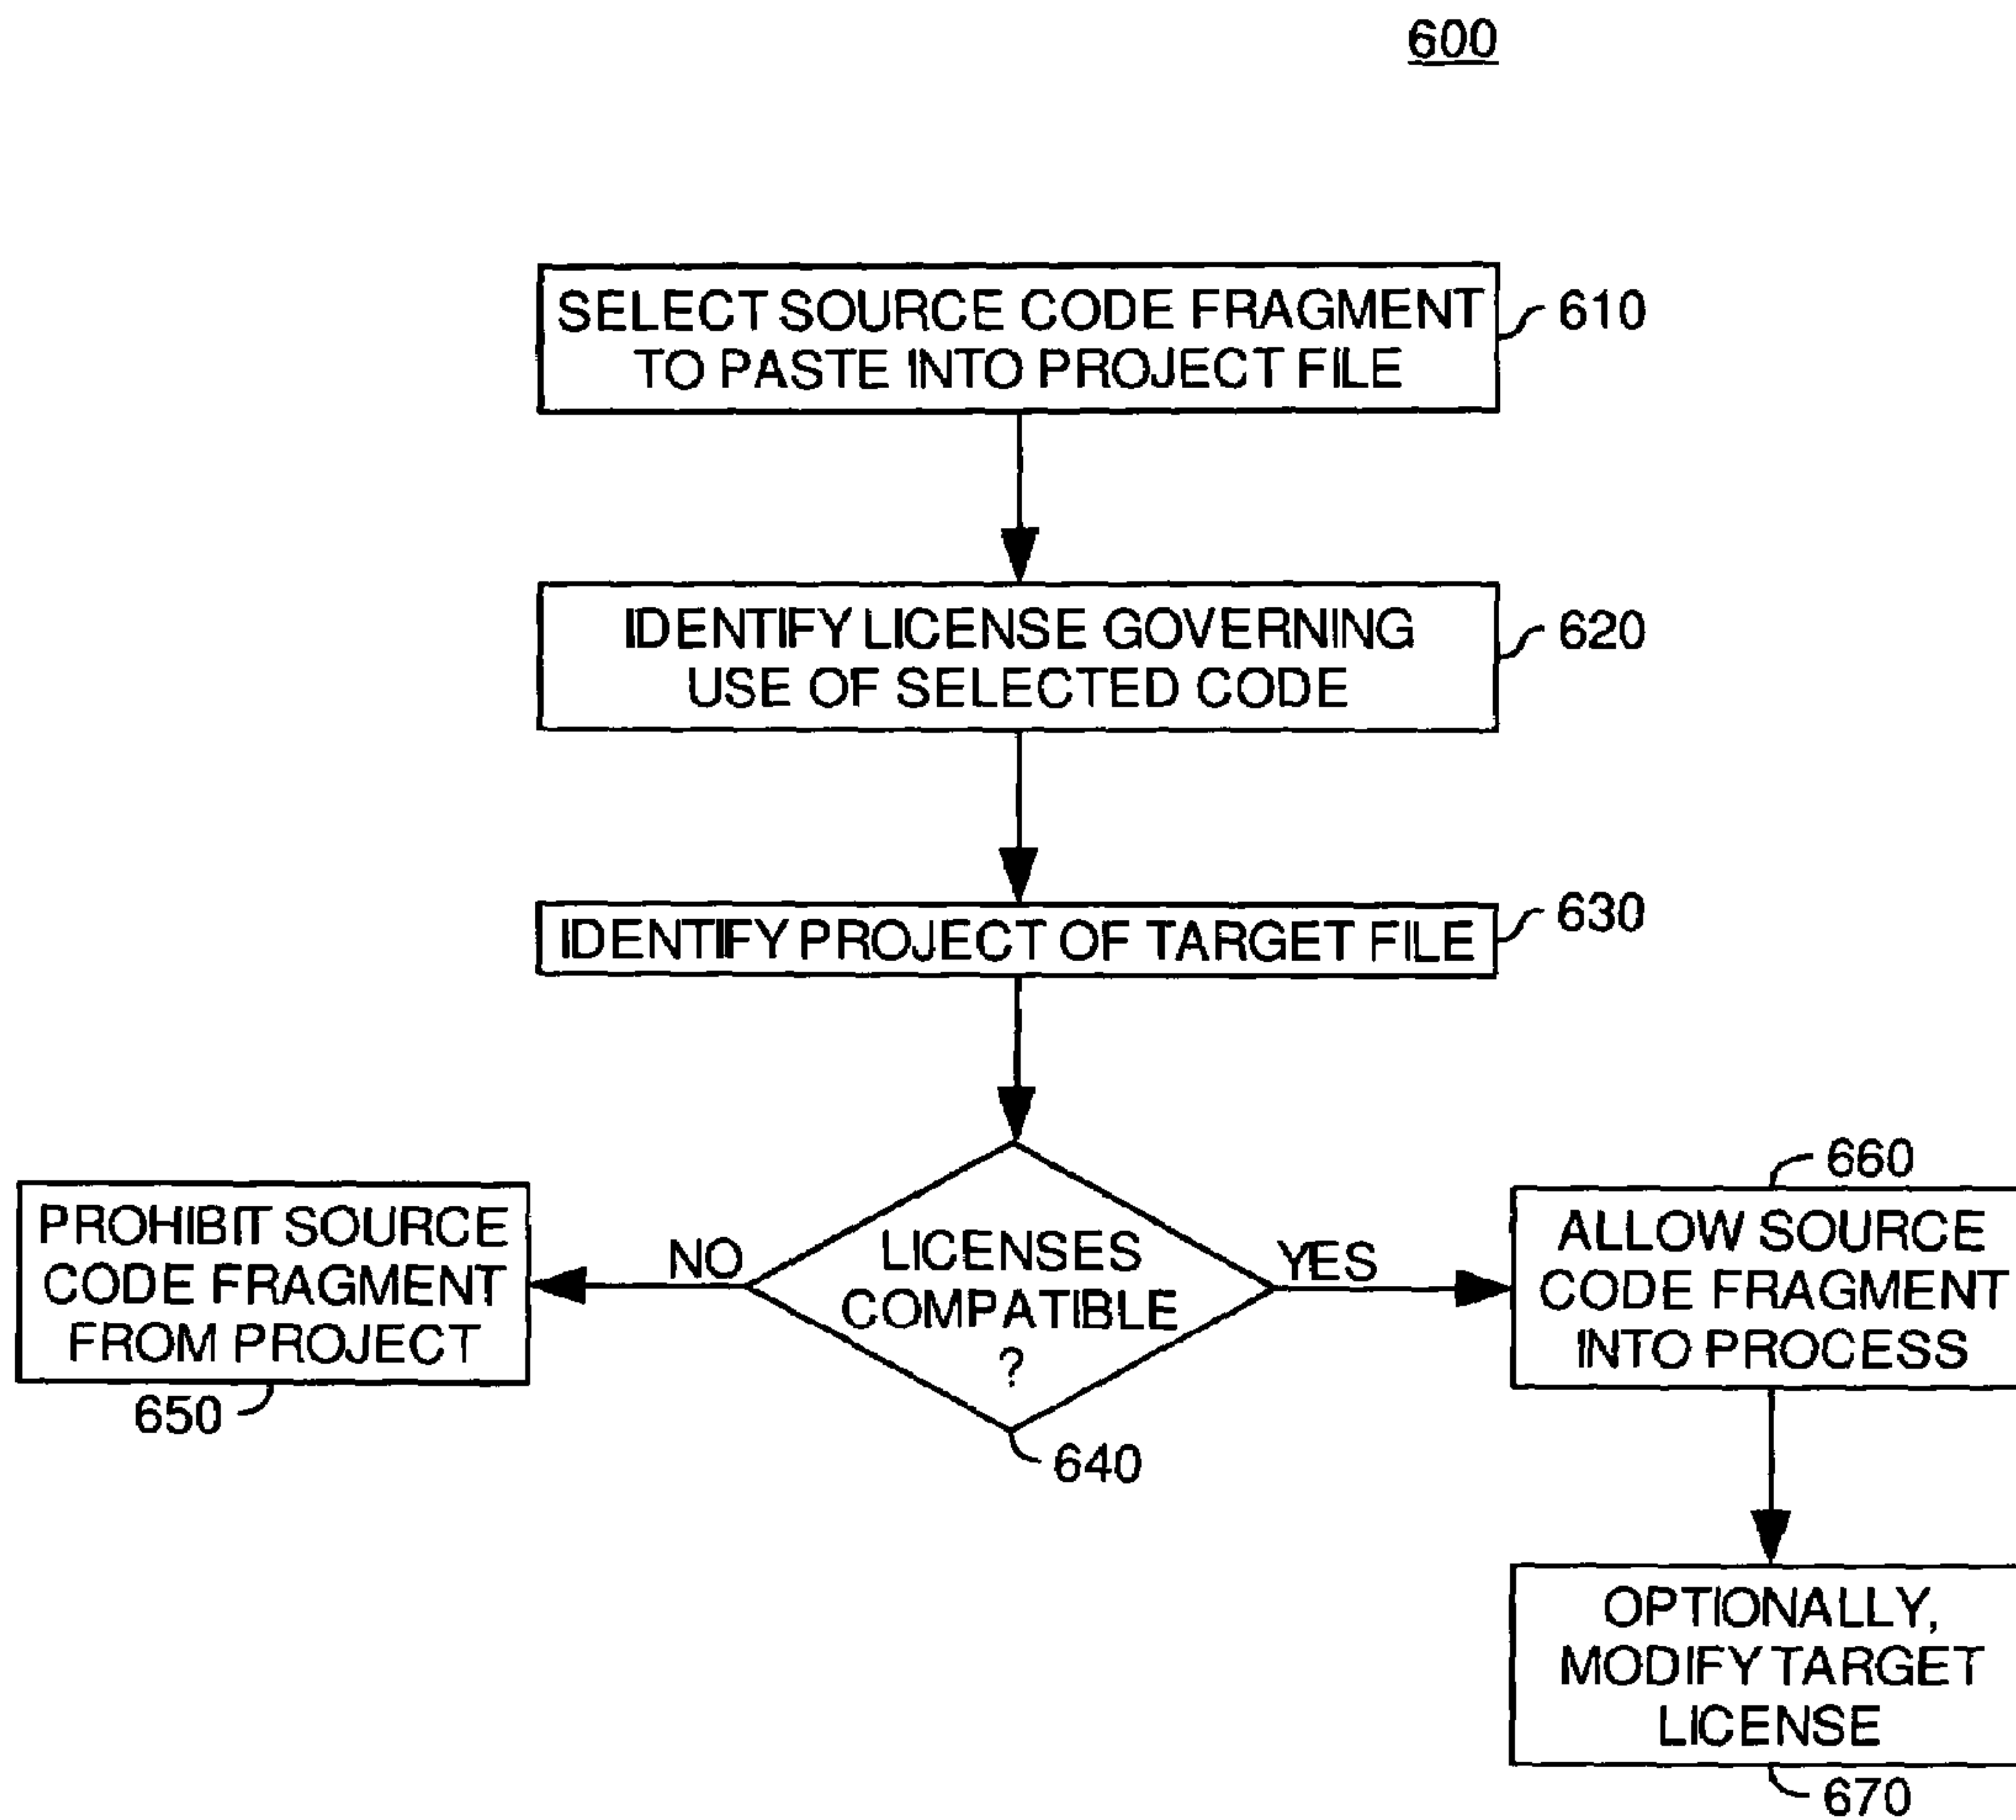 600
SELECT SOURCE CODE FRAGMENT
TO PASTE INTO PROJECT FILE
610
IDENTIFY LICENSE GOVERNING
USE OF SELECTED CODE
620
IDENTIFY PROJECT OF TARGET FILE
630
LICENSES
COMPATIBLE
?
640
NO
PROHIBIT SOURCE
CODE FRAGMENT
FROM PROJECT
650
YES
660
ALLOW SOURCE
CODE FRAGMENT
INTO PROCESS
OPTIONALLY,
MODIFY TARGET
LICENSE
670